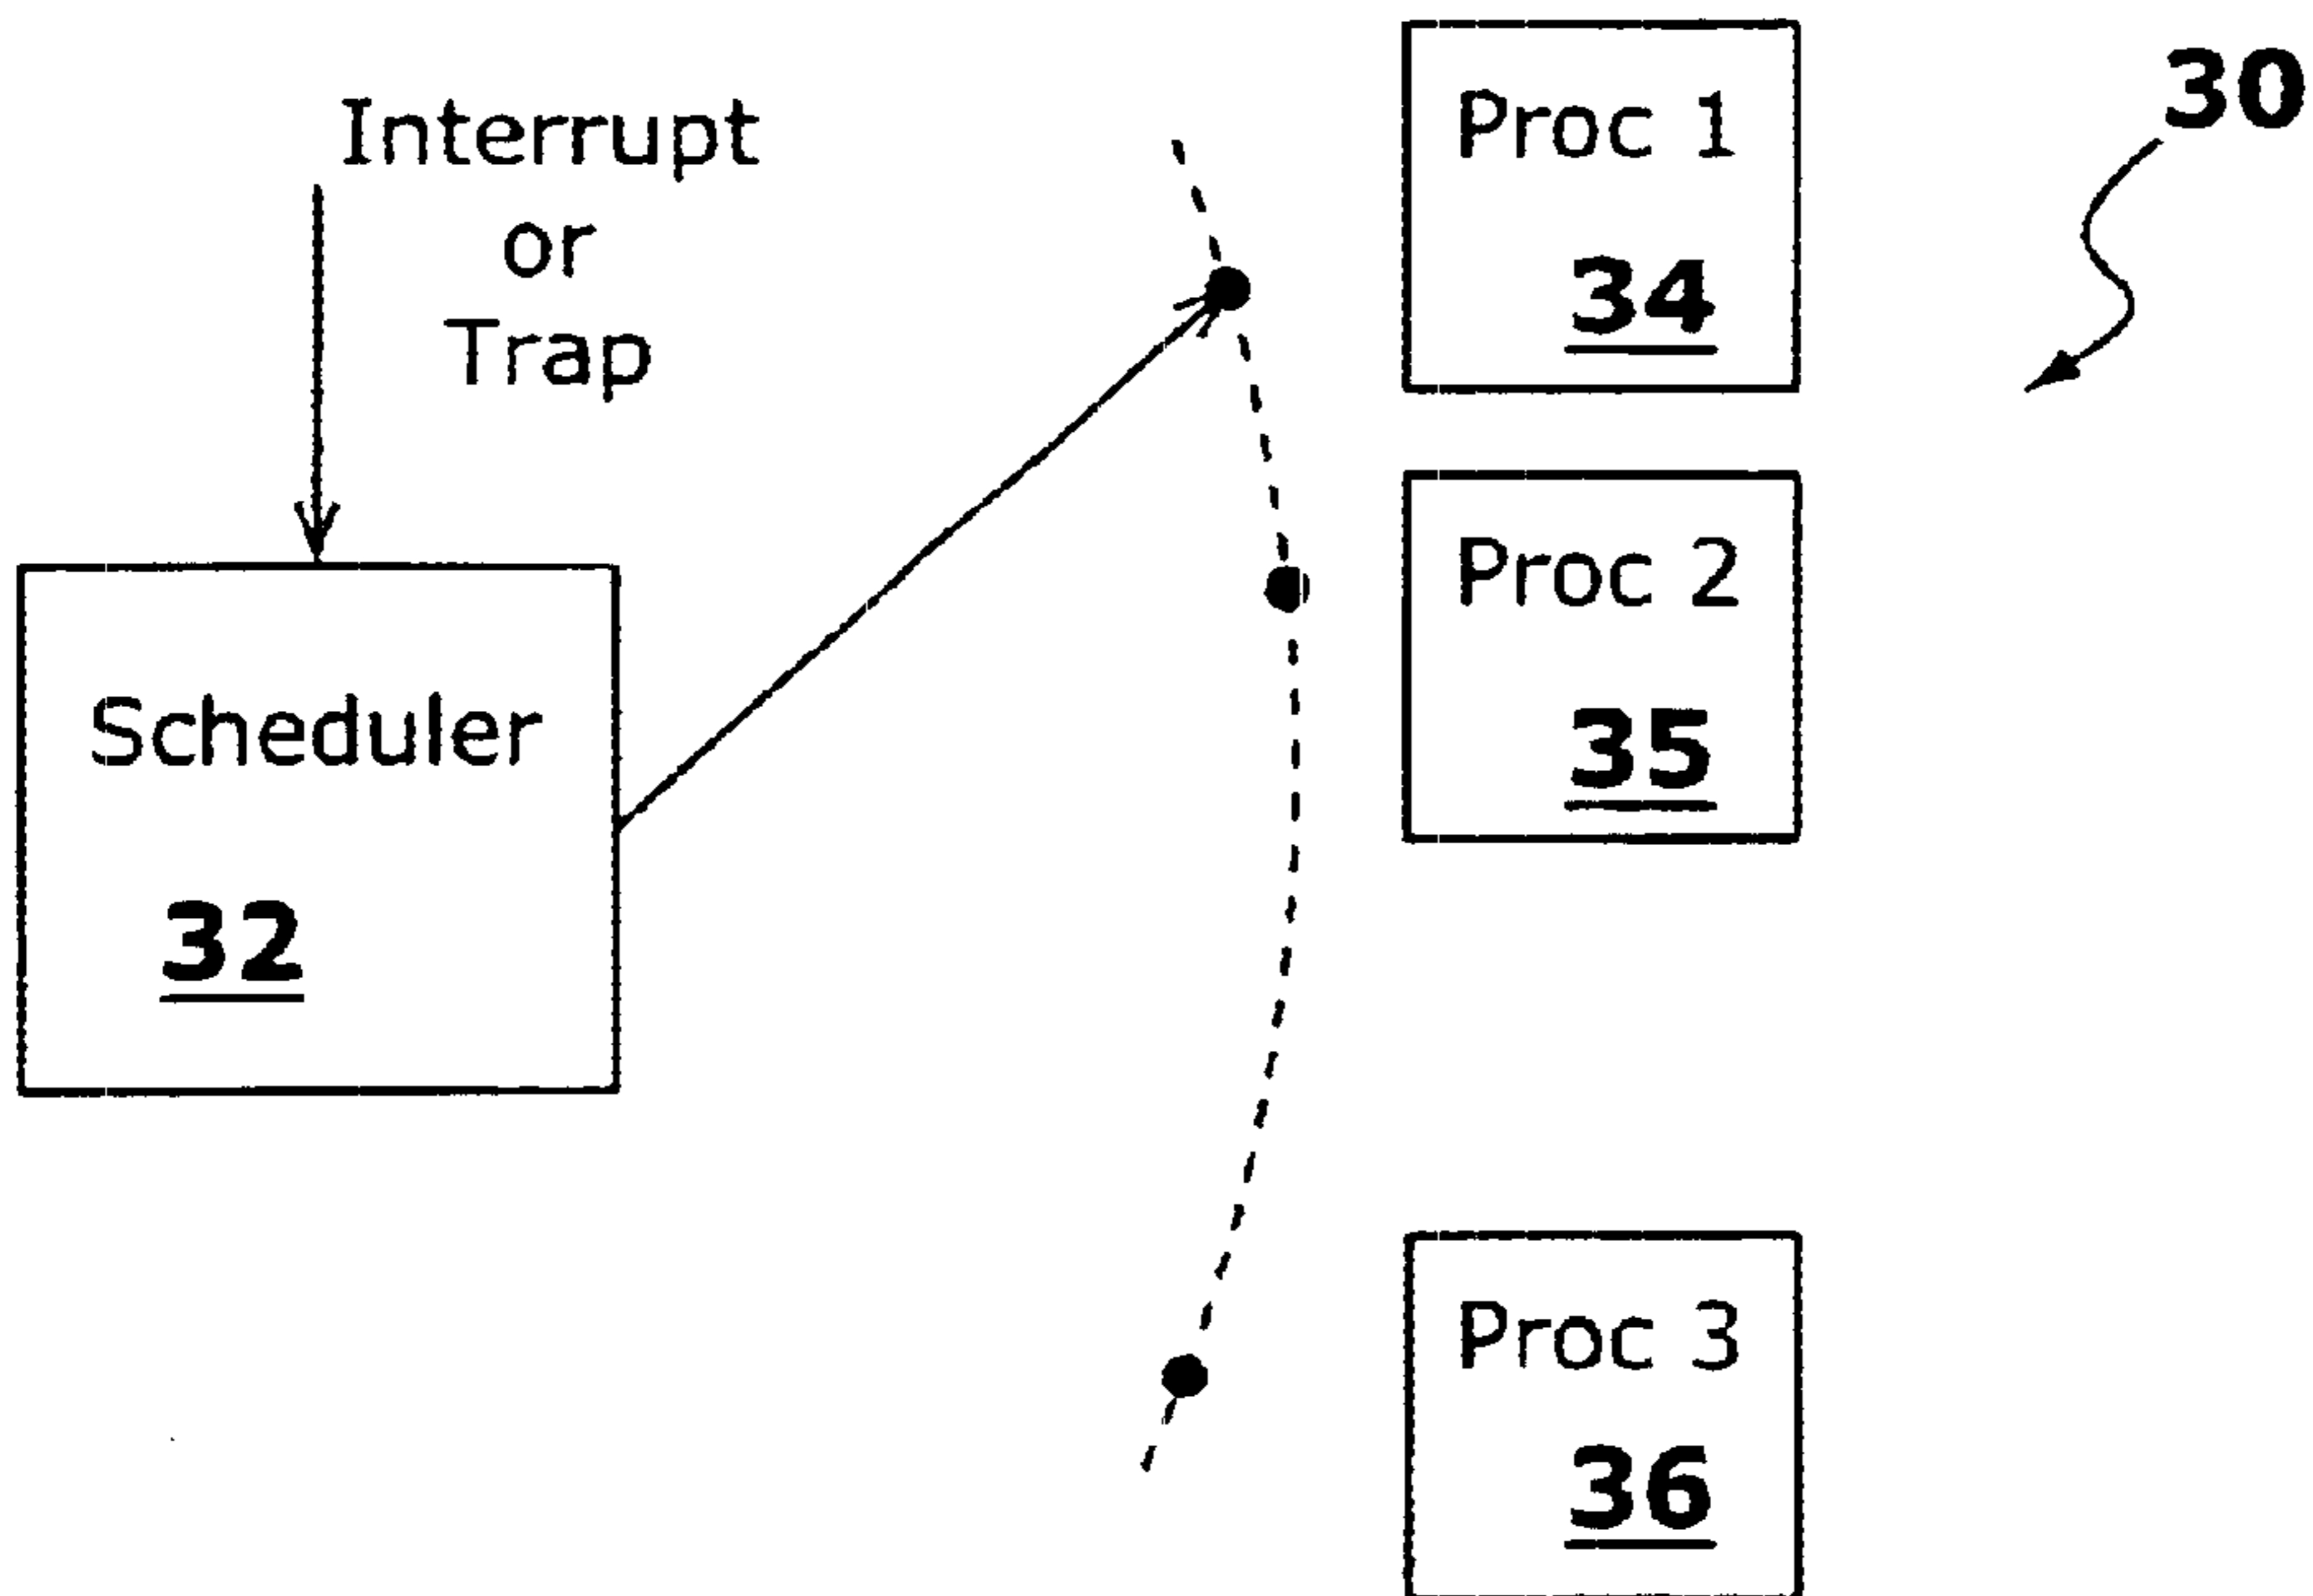 Interrupt
or
Trap
Scheduler
32
Proc 1
34
Proc 2
35
Proc 3
36
30